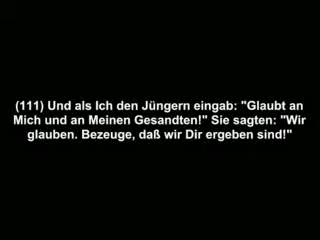 (111) Und als Ich den Jüngern eingab: "Glaubt an
Mich und an Meinen Gesandten!" Sie sagten: "Wir
glauben. Bezeuge, daß wir Dir ergeben sind!"